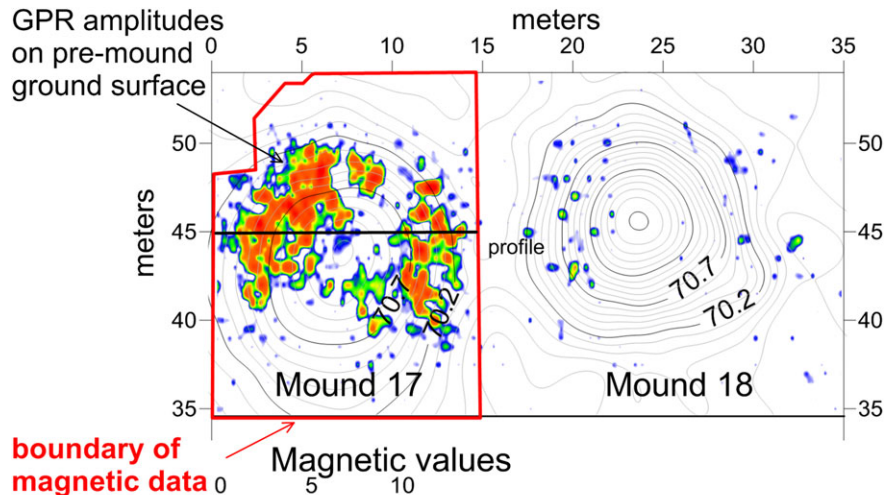 GPR amplitudes
on pre-mound
ground surface
meters
0 5 10 15 20 25 30 35
50 50
45 45
40 40
35 35
meters
profile
70.7
70.2
70.7
70.2
Mound 17
Mound 18
boundary of
magnetic data
Magnetic values
0 5 10